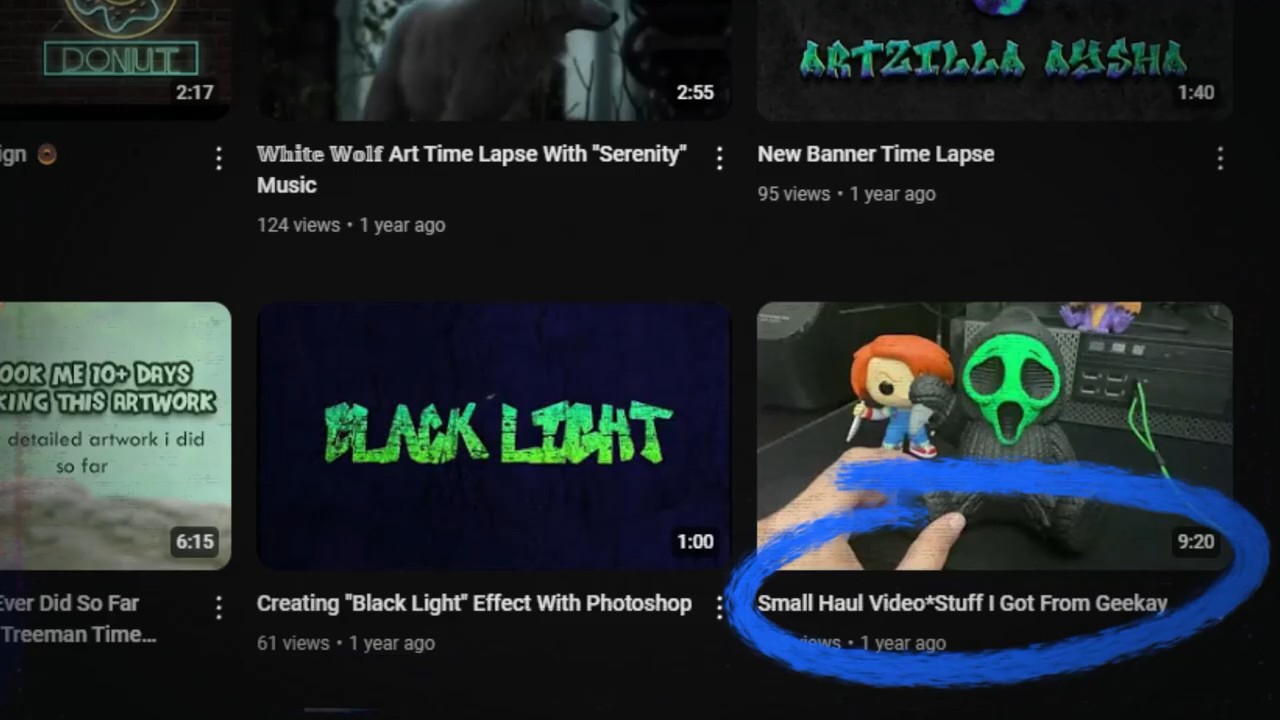 DONUT
2:17
2:55
ARTZILLA AYSHA
1:40
ign 🍩
𝕎𝕙𝕚𝕥𝕖 𝕎𝕠𝕝𝕗 Art Time Lapse With "Serenity"
Music
124 views • 1 year ago
New Banner Time Lapse
95 views • 1 year ago
OOK ME 10+ DAYS
KING THIS ARTWORK
detailed artwork i did
so far
6:15
BLACK LIGHT
1:00
9:20
Ever Did So Far
Treeman Time...
Creating "Black Light" Effect With Photoshop
61 views • 1 year ago
Small Haul Video*Stuff I Got From Geekay
views • 1 year ago